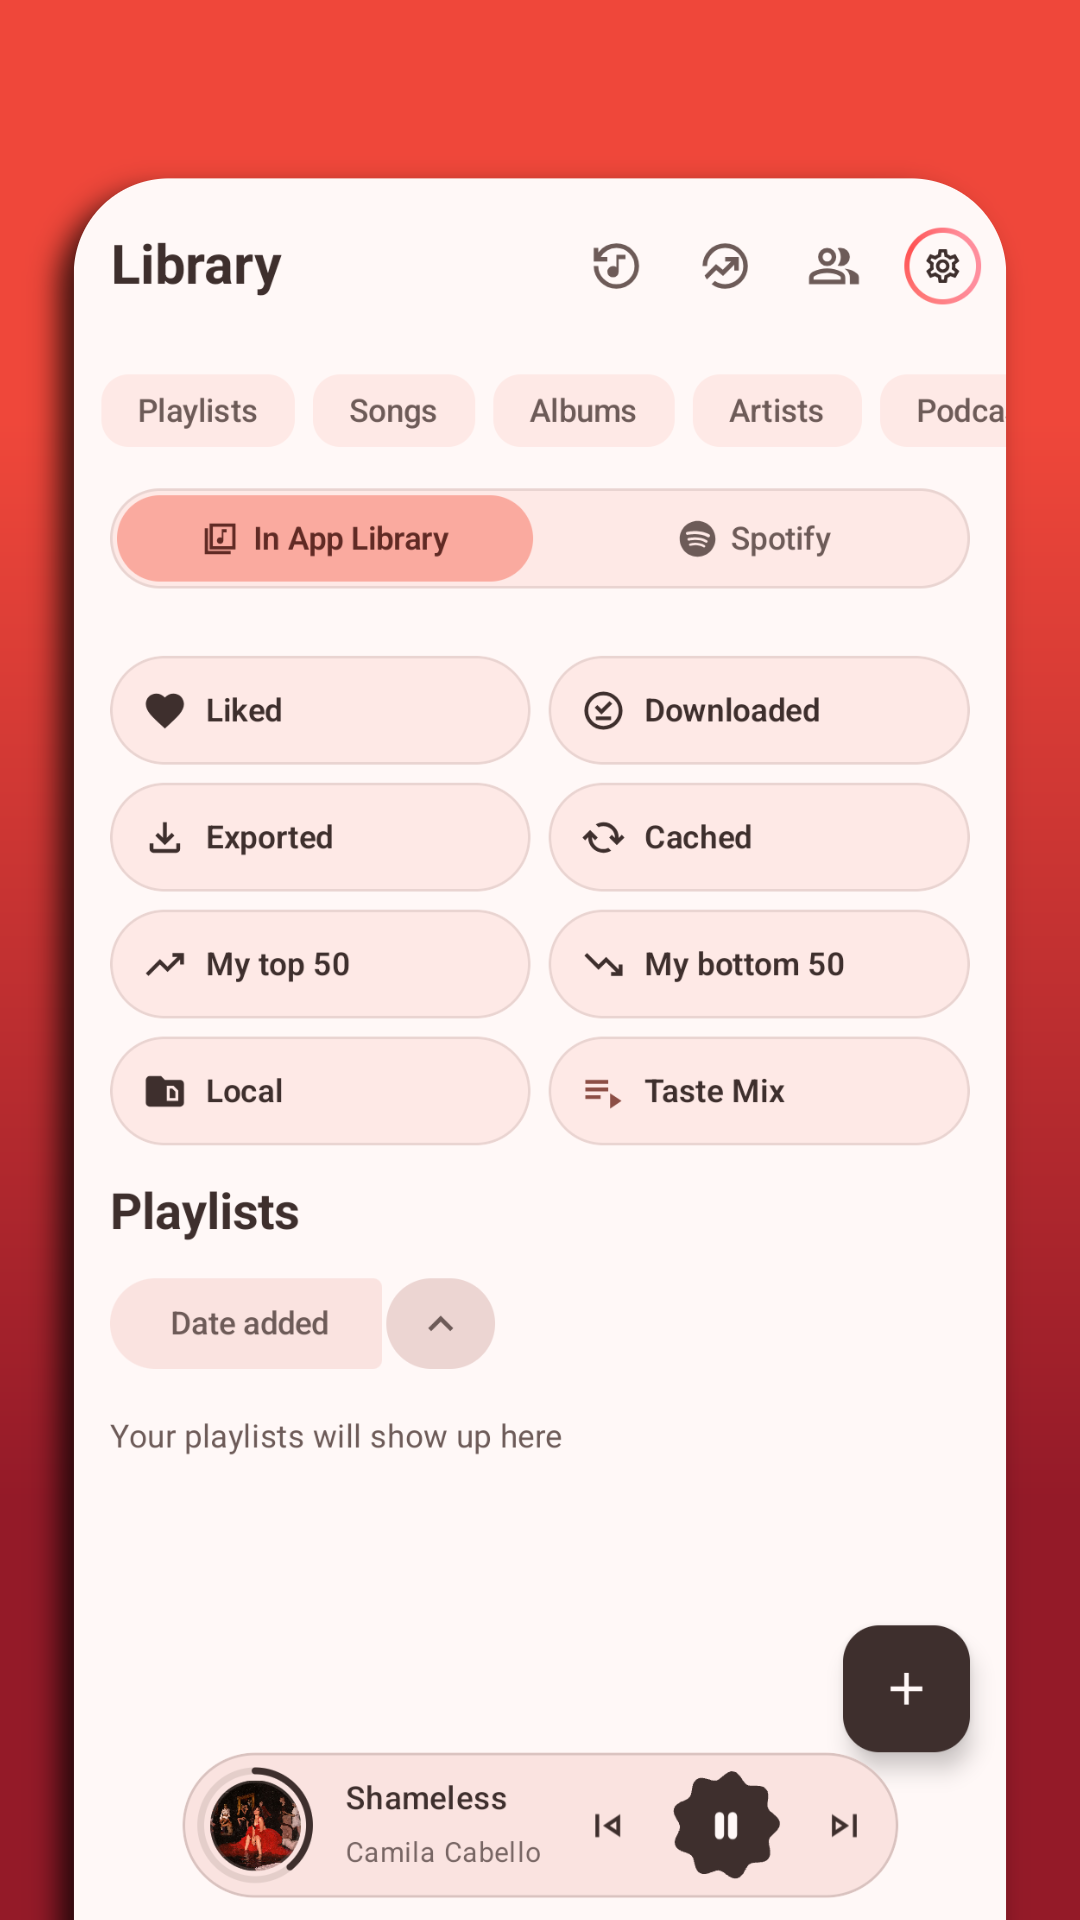 Library
Playlists
Songs
Albums
Artists
Podca
In App Library
Spotify
Liked
Downloaded
Exported
Cached
My top 50
My bottom 50
Local
Taste Mix
Playlists
Date added
Your playlists will show up here
Shameless
Camila Cabello